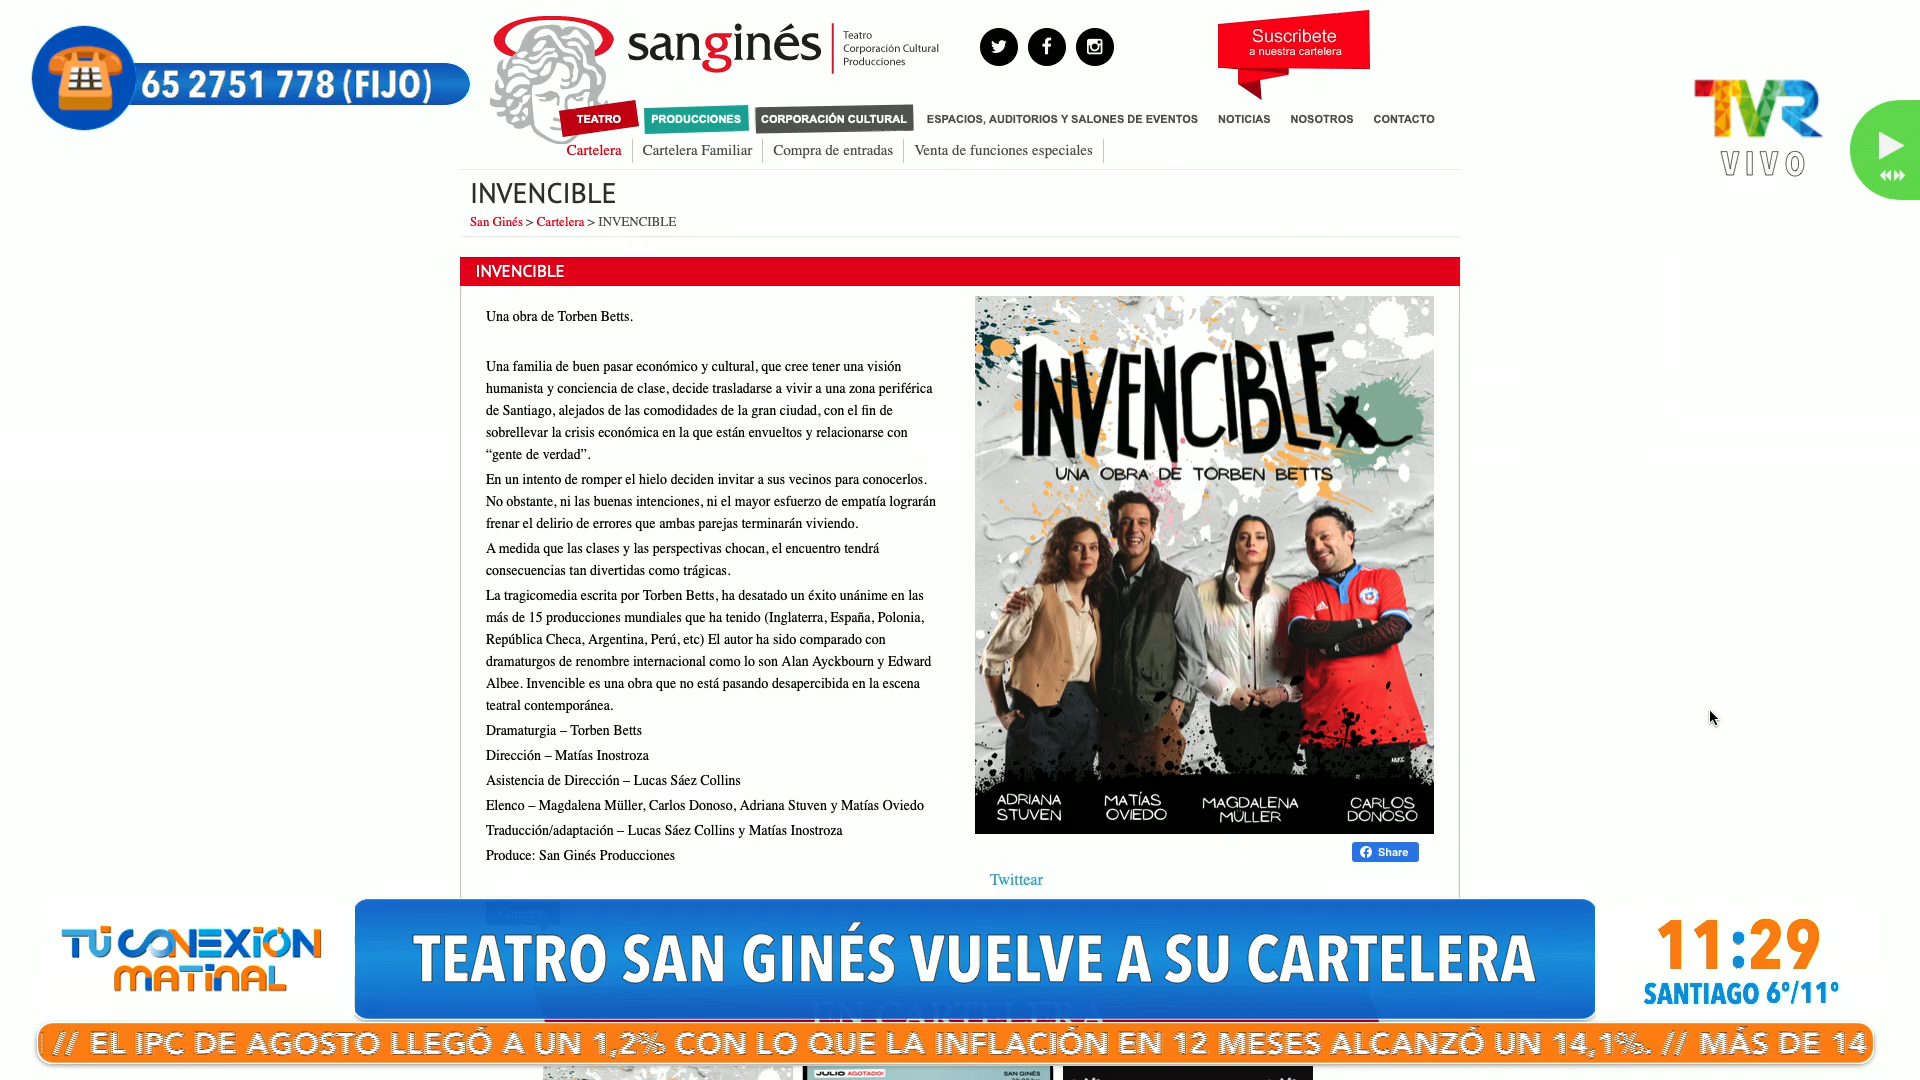 65 2751 778 (FIJO)
sanginés
Teatro
Corporación Cultural
Producciones
Suscribete
a nuestra cartelera
TVR
VIVO
TEATRO
PRODUCCIONES
CORPORACIÓN CULTURAL
ESPACIOS, AUDITORIOS Y SALONES DE EVENTOS
NOTICIAS
NOSOTROS
CONTACTO
Cartelera
Cartelera Familiar
Compra de entradas
Venta de funciones especiales
INVENCIBLE
San Ginés > Cartelera > INVENCIBLE
INVENCIBLE
Una obra de Torben Betts.
Una familia de buen pasar económico y cultural, que cree tener una visión
humanista y conciencia de clase, decide trasladarse a vivir a una zona periférica
de Santiago, alejados de las comodidades de la gran ciudad, con el fin de
sobrellevar la crisis económica en la que están envueltos y relacionarse con
“gente de verdad”.
En un intento de romper el hielo deciden invitar a sus vecinos para conocerlos.
No obstante, ni las buenas intenciones, ni el mayor esfuerzo de empatía lograrán
frenar el delirio de errores que ambas parejas terminarán viviendo.
A medida que las clases y las perspectivas chocan, el encuentro tendrá
consecuencias tan divertidas como trágicas.
La tragicomedia escrita por Torben Betts, ha desatado un éxito unánime en las
más de 15 producciones mundiales que ha tenido (Inglaterra, España, Polonia,
República Checa, Argentina, Perú, etc) El autor ha sido comparado con
dramaturgos de renombre internacional como lo son Alan Ayckbourn y Edward
Albee. Invencible es una obra que no está pasando desapercibida en la escena
teatral contemporánea.
Dramaturgia – Torben Betts
Dirección – Matías Inostroza
Asistencia de Dirección – Lucas Sáez Collins
Elenco – Magdalena Müller, Carlos Donoso, Adriana Stuven y Matías Oviedo
Traducción/adaptación – Lucas Sáez Collins y Matías Inostroza
Produce: San Ginés Producciones
INVENCIBLE
UNA OBRA DE TORBEN BETTS
ADRIANA
STUVEN
MATÍAS
OVIEDO
MAGDALENA
MÜLLER
CARLOS
DONOSO
Share
Twittear
TÚ CONEXIÓN
MATINAL
TEATRO SAN GINÉS VUELVE A SU CARTELERA
11:29
SANTIAGO 6°/11°
EN CARTELERA
// EL IPC DE AGOSTO LLEGÓ A UN 1,2% CON LO QUE LA INFLACIÓN EN 12 MESES ALCANZÓ UN 14,1%. // MÁS DE 14
JULIO AGOTADO!
SAN GINÉS